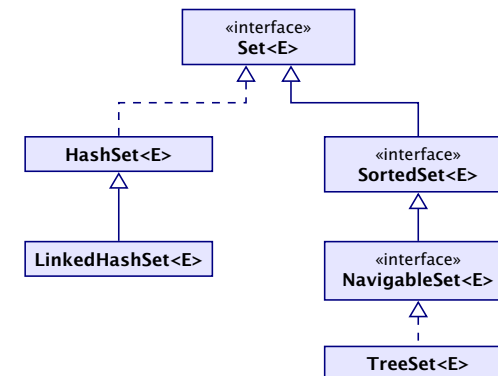 «interface»
Set<E>
HashSet<E>
«interface»
SortedSet<E>
LinkedHashSet<E>
«interface»
NavigableSet<E>
TreeSet<E>